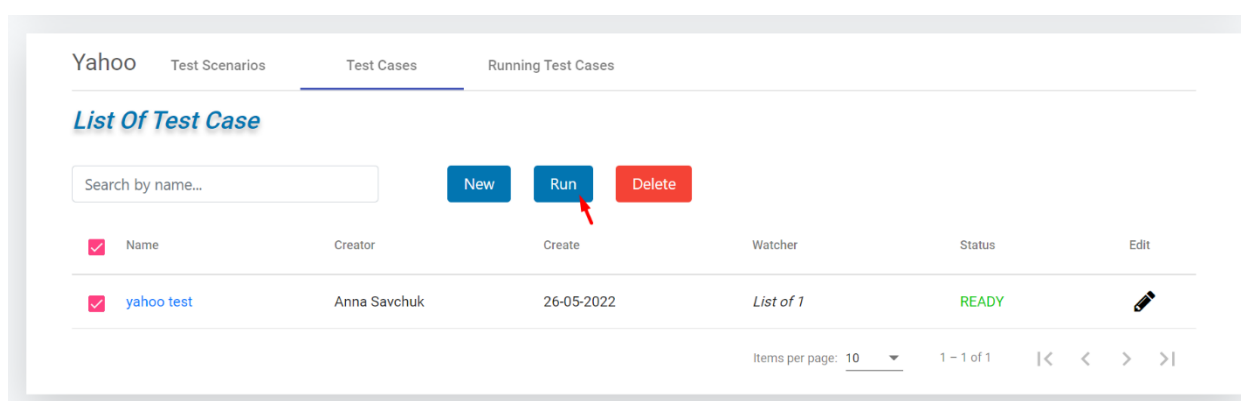 Yahoo Test Scenarios Test Cases Running Test Cases
List Of Test Case
Search by name... New Run Delete
Name Creator Create Watcher Status Edit
yahoo test Anna Savchuk 26-05-2022 List of 1 READY
Items per page: 10 1 – 1 of 1